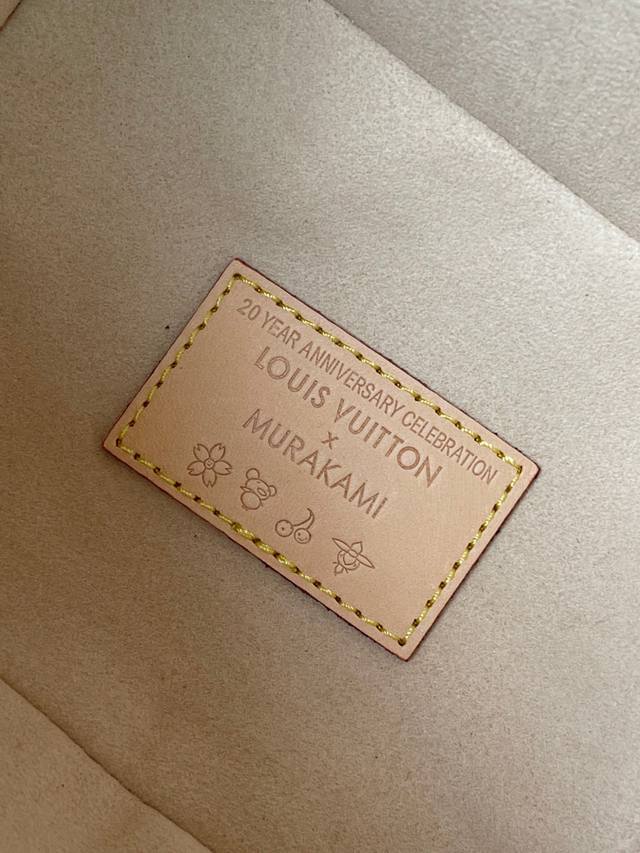 20 YEAR ANNIVERSARY CELEBRATION
LOUIS VUITTON
x
MURAKAMI